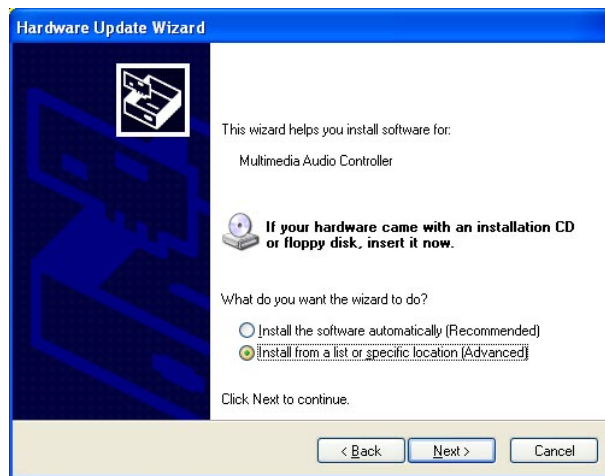 Hardware Update Wizard
This wizard helps you install software for:
Multimedia Audio Controller
If your hardware came with an installation CD
or floppy disk, insert it now.
What do you want the wizard to do?
Install the software automatically (Recommended)
Install from a list or specific location (Advanced)
Click Next to continue.
< Back Next > Cancel